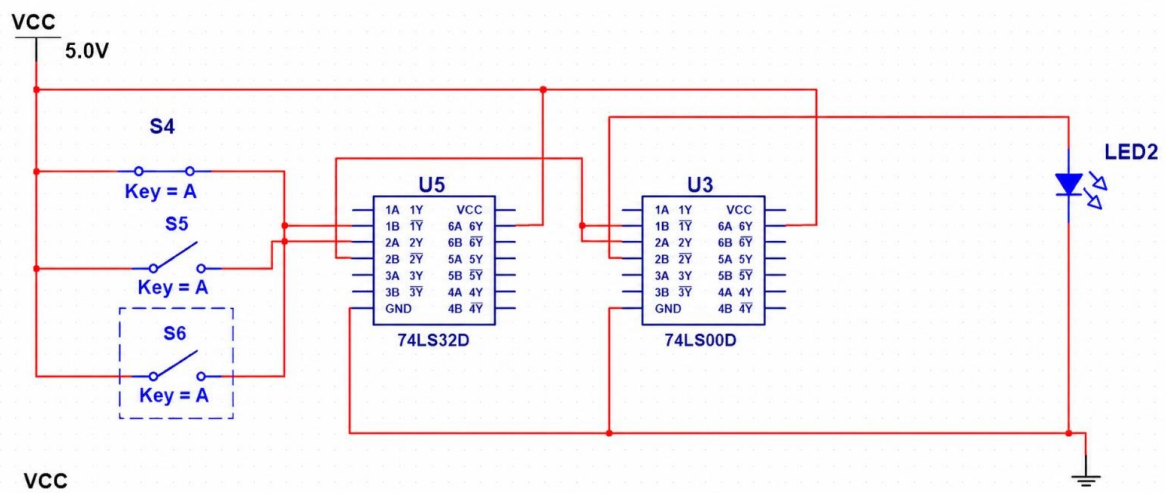 VCC
5.0V
S4
Key = A
S5
Key = A
S6
Key = A
U5
1A 1Y VCC
1B 1Y̅ 6A 6Y
2A 2Y 6B 6Y̅
2B 2Y̅ 5A 5Y
3A 3Y 5B 5Y̅
3B 3Y̅ 4A 4Y
GND 4B 4Y̅
74LS32D
U3
1A 1Y VCC
1B 1Y̅ 6A 6Y
2A 2Y 6B 6Y̅
2B 2Y̅ 5A 5Y
3A 3Y 5B 5Y̅
3B 3Y̅ 4A 4Y
GND 4B 4Y̅
74LS00D
LED2
VCC